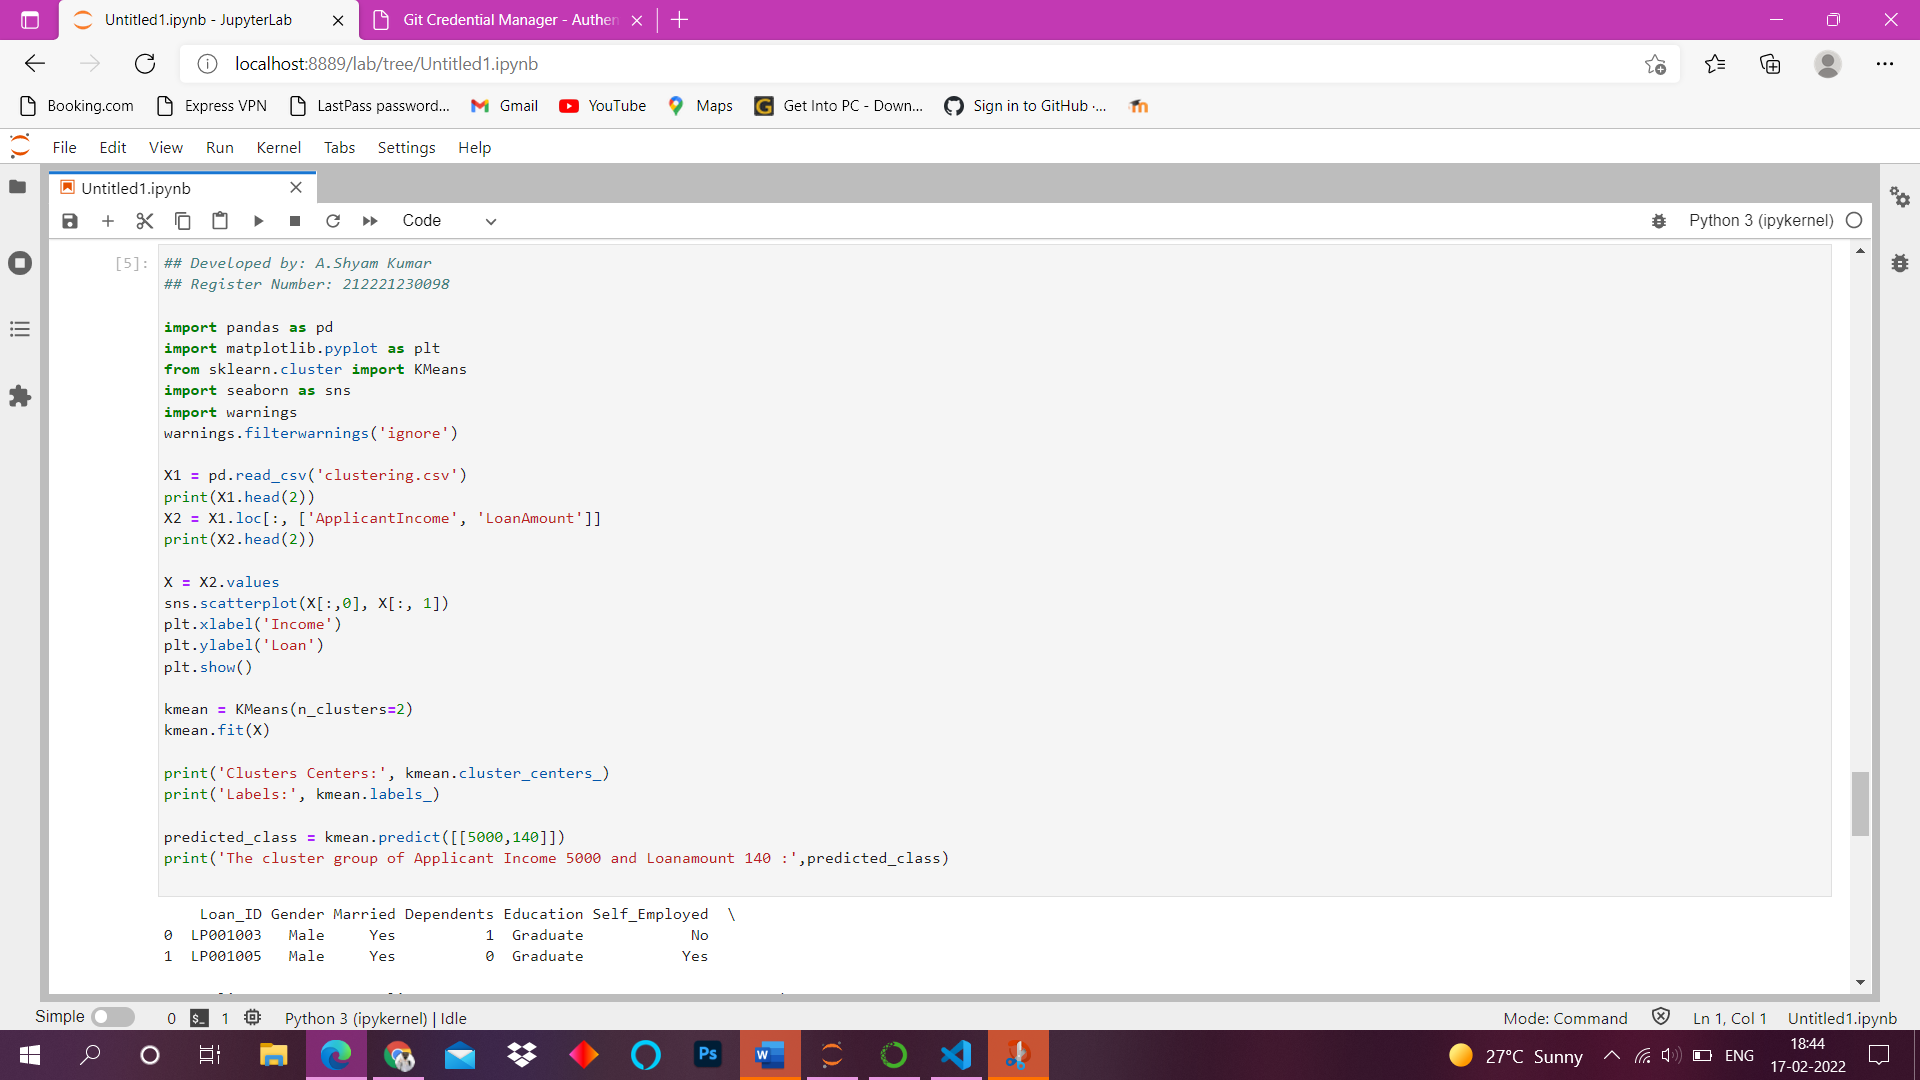 Untitled1.ipynb - JupyterLab
Git Credential Manager - Authen
localhost:8889/lab/tree/Untitled1.ipynb
Booking.com Express VPN LastPass password... Gmail YouTube Maps Get Into PC - Down... Sign in to GitHub ·...
File Edit View Run Kernel Tabs Settings Help
Untitled1.ipynb
Code Python 3 (ipykernel)
[5]: ## Developed by: A.Shyam Kumar
## Register Number: 212221230098
import pandas as pd
import matplotlib.pyplot as plt
from sklearn.cluster import KMeans
import seaborn as sns
import warnings
warnings.filterwarnings('ignore')
X1 = pd.read_csv('clustering.csv')
print(X1.head(2))
X2 = X1.loc[:, ['ApplicantIncome', 'LoanAmount']]
print(X2.head(2))
X = X2.values
sns.scatterplot(X[:,0], X[:, 1])
plt.xlabel('Income')
plt.ylabel('Loan')
plt.show()
kmean = KMeans(n_clusters=2)
kmean.fit(X)
print('Clusters Centers:', kmean.cluster_centers_)
print('Labels:', kmean.labels_)
predicted_class = kmean.predict([[5000,140]])
print('The cluster group of Applicant Income 5000 and Loanamount 140 :',predicted_class)
Loan_ID Gender Married Dependents Education Self_Employed \
0 LP001003 Male Yes 1 Graduate No
1 LP001005 Male Yes 0 Graduate Yes
Simple 0 $_ 1 Python 3 (ipykernel) | Idle Mode: Command Ln 1, Col 1 Untitled1.ipynb
Ps W 27°C Sunny ENG 18:44
17-02-2022